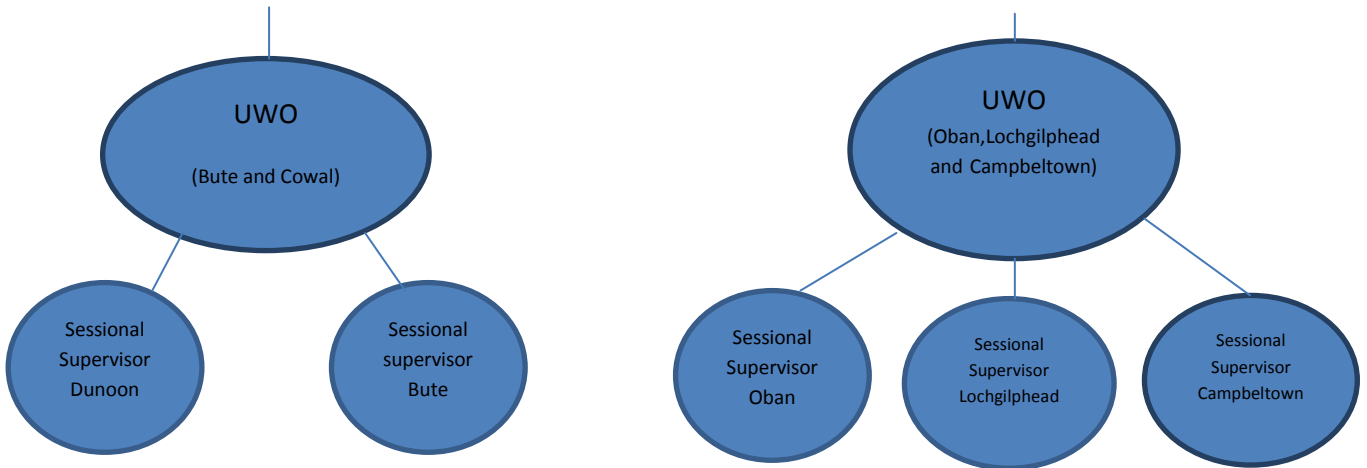 UWO
(Bute and Cowal)
UWO
(Oban,Lochgilphead
and Campbeltown)
Sessional
Supervisor
Dunoon
Sessional
supervisor
Bute
Sessional
Supervisor
Oban
Sessional
Supervisor
Lochgilphead
Sessional
Supervisor
Campbeltown